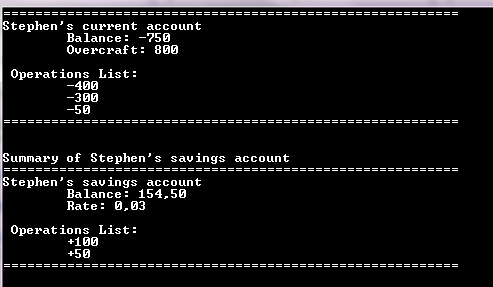 =========================================================
Stephen's current account
Balance: -750
Overcraft: 800
Operations List:
-400
-300
-50
=========================================================
Summary of Stephen's savings account
=========================================================
Stephen's savings account
Balance: 154,50
Rate: 0,03
Operations List:
+100
+50
=========================================================